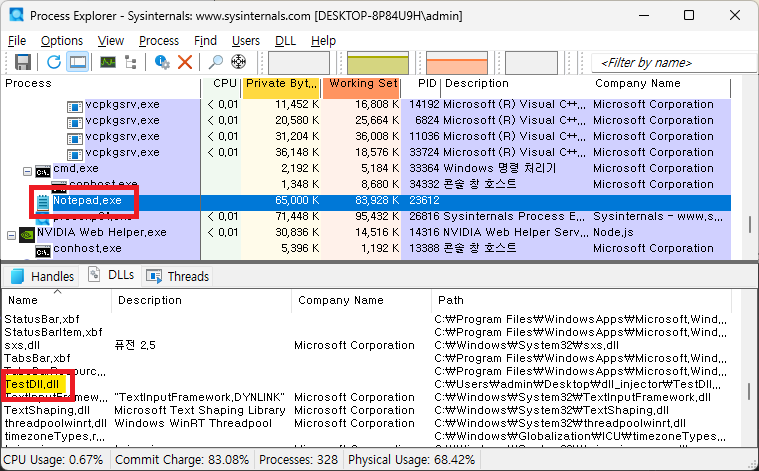 Process Explorer - Sysinternals: www.sysinternals.com [DESKTOP-8P84U9H\admin]
File Options View Process Find Users DLL Help
<Filter by name>
Process CPU Private Byt... Working Set PID Description Company Name
vcpkgsrv.exe < 0.01 11,452 K 16,808 K 14192 Microsoft (R) Visual C++... Microsoft Corporation
vcpkgsrv.exe < 0.01 20,580 K 25,664 K 6824 Microsoft (R) Visual C++... Microsoft Corporation
vcpkgsrv.exe < 0.01 31,204 K 36,008 K 11036 Microsoft (R) Visual C++... Microsoft Corporation
vcpkgsrv.exe < 0.01 36,148 K 18,576 K 33724 Microsoft (R) Visual C++... Microsoft Corporation
cmd.exe 2,192 K 5,184 K 33364 Windows 명령 처리기 Microsoft Corporation
conhost.exe 1,348 K 8,680 K 34332 콘솔 창 호스트 Microsoft Corporation
Notepad.exe 65,000 K 83,928 K 23612
< 0.01 71,448 K 95,432 K 26816 Sysinternals Process E... Sysinternals - www.s...
NVIDIA Web Helper.exe < 0.01 30,836 K 14,516 K 14316 NVIDIA Web Helper Serv... Node.js
conhost.exe 5,396 K 1,192 K 13388 콘솔 창 호스트 Microsoft Corporation
Handles DLLs Threads
Name Description Company Name Path
StatusBar.xbf C:₩Program Files₩WindowsApps₩Microsoft.Wind...
StatusBarItem.xbf C:₩Program Files₩WindowsApps₩Microsoft.Wind...
sxs.dll 퓨전 2.5 Microsoft Corporation C:₩Windows₩System32₩sxs.dll
TabsBar.xbf C:₩Program Files₩WindowsApps₩Microsoft.Wind...
TabsBarResourc... C:₩Program Files₩WindowsApps₩Microsoft.Wind...
TestDll.dll C:₩Users₩admin₩Desktop₩dll_injector₩TestDll...
TextInputFramew... "TextInputFramework.DYNLINK" Microsoft Corporation C:₩Windows₩System32₩TextInputFramework.dll
TextShaping.dll Microsoft Text Shaping Library C:₩Windows₩System32₩TextShaping.dll
threadpoolwinrt.dll Windows WinRT Threadpool Microsoft Corporation C:₩Windows₩System32₩threadpoolwinrt.dll
timezoneTypes.r... C:₩Windows₩Globalization₩ICU₩timezoneTypes...
CPU Usage: 0.67% Commit Charge: 83.08% Processes: 328 Physical Usage: 68.42%